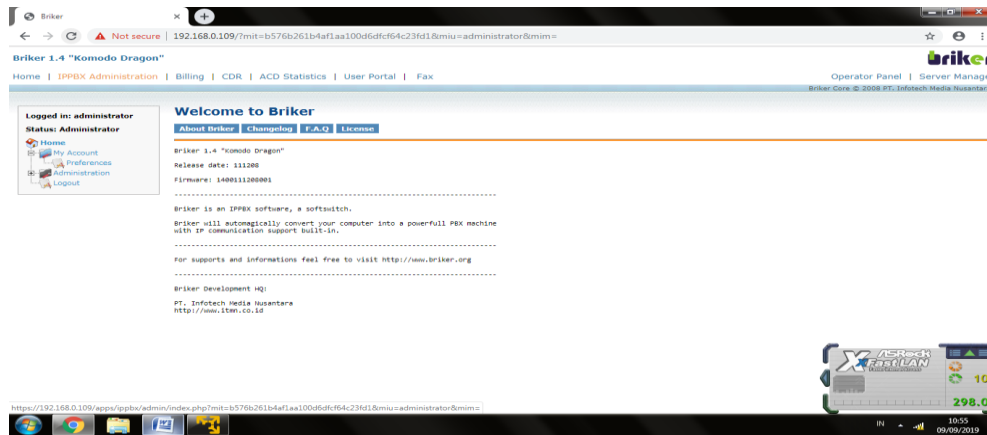 Briker
Not secure | 192.168.0.109/?mit=b576b261b4af1aa100d6dfcf64c23fd1&miu=administrator&mim=
Briker 1.4 "Komodo Dragon"
briker
Home | IPPBX Administration | Billing | CDR | ACD Statistics | User Portal | Fax
Operator Panel | Server Manage
Briker Core © 2008 PT. Infotech Media Nusantar
Logged in: administrator
Status: Administrator
Home
My Account
Preferences
Administration
Logout
Welcome to Briker
About Briker Changelog F.A.Q License
Briker 1.4 "Komodo Dragon"
Release date: 111208
Firmware: 1400111208001
Briker is an IPPBX software, a softswitch.
Briker will automagically convert your computer into a powerfull PBX machine
with IP communication support built-in.
For supports and informations feel free to visit http://www.briker.org
Briker Development HQ:
PT. Infotech Media Nusantara
http://www.itmn.co.id
ASRock
XFast LAN
10
298.0
https://192.168.0.109/apps/ippbx/admin/index.php?mit=b576b261b4af1aa100d6dfcf64c23fd1&miu=administrator&mim=
IN
10:55
09/09/2019